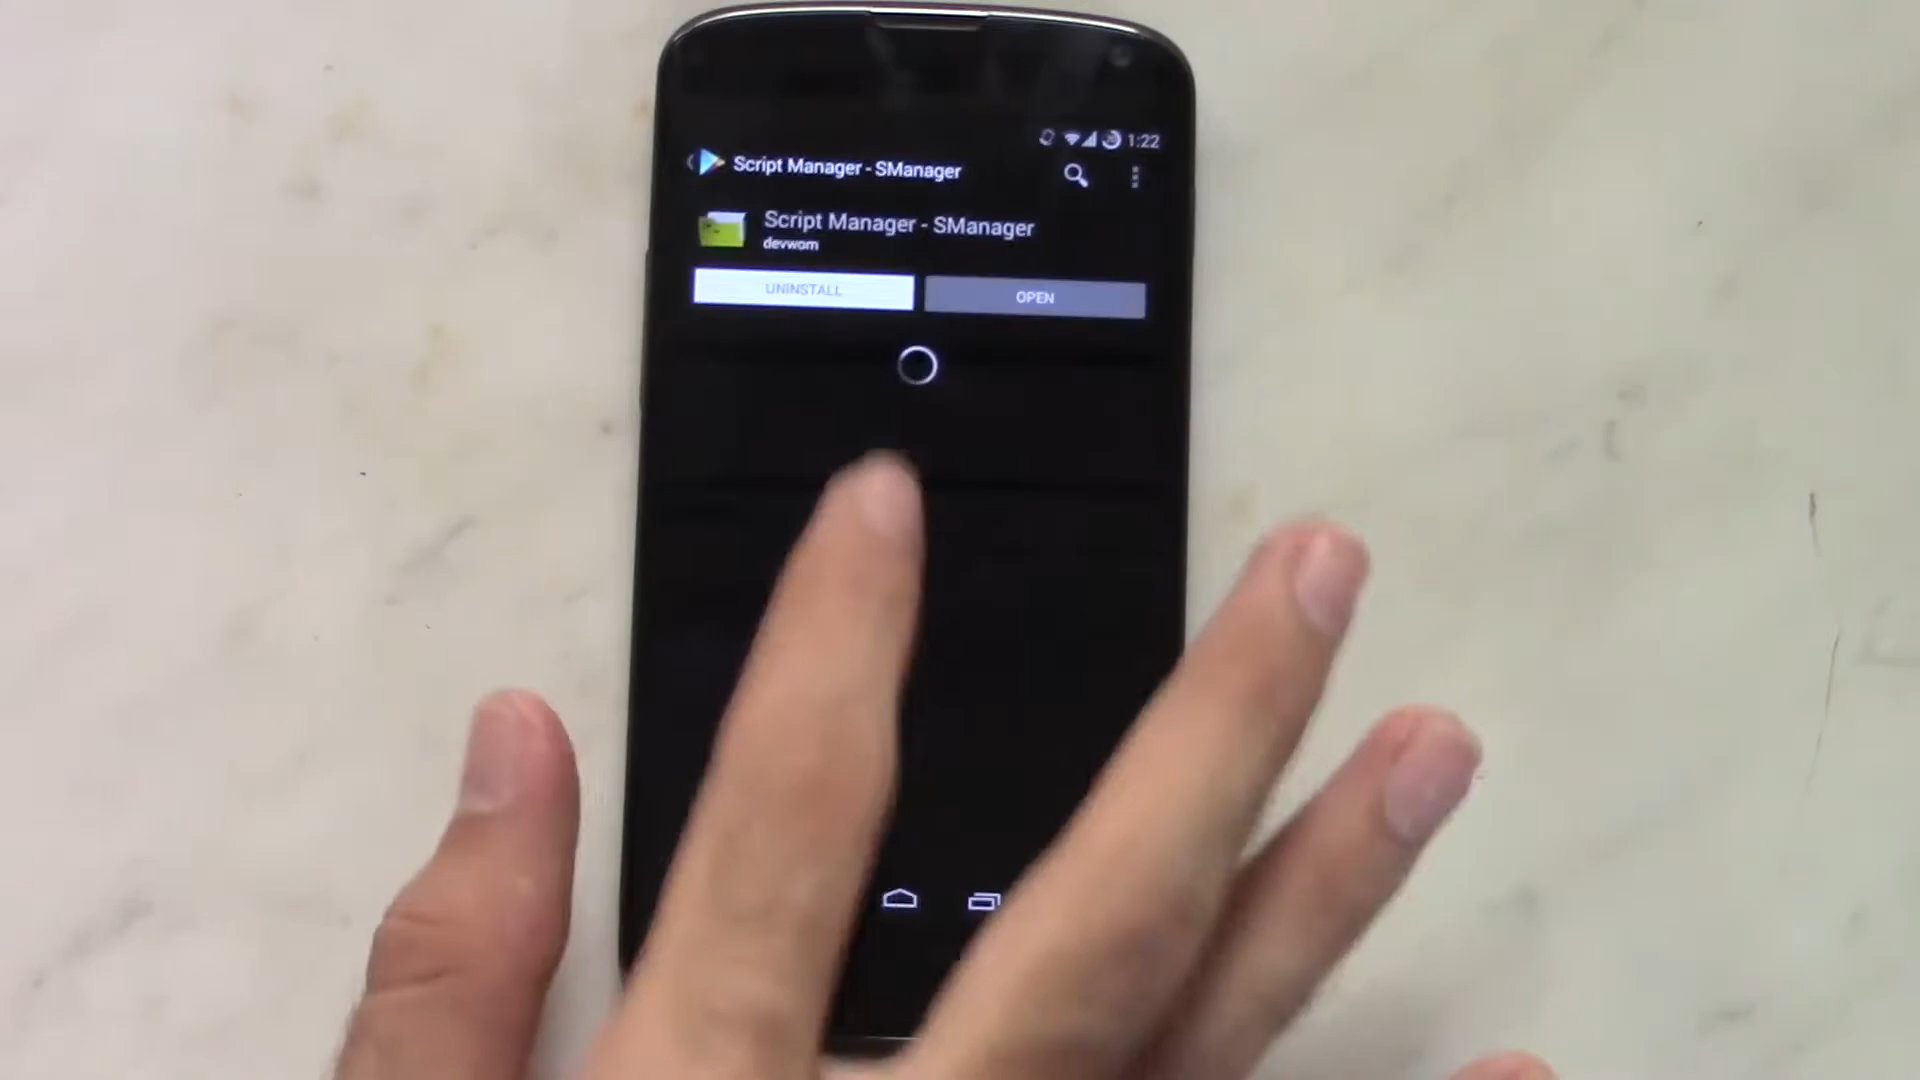 1:22
Script Manager - SManager
Script Manager - SManager
devwom
UNINSTALL
OPEN